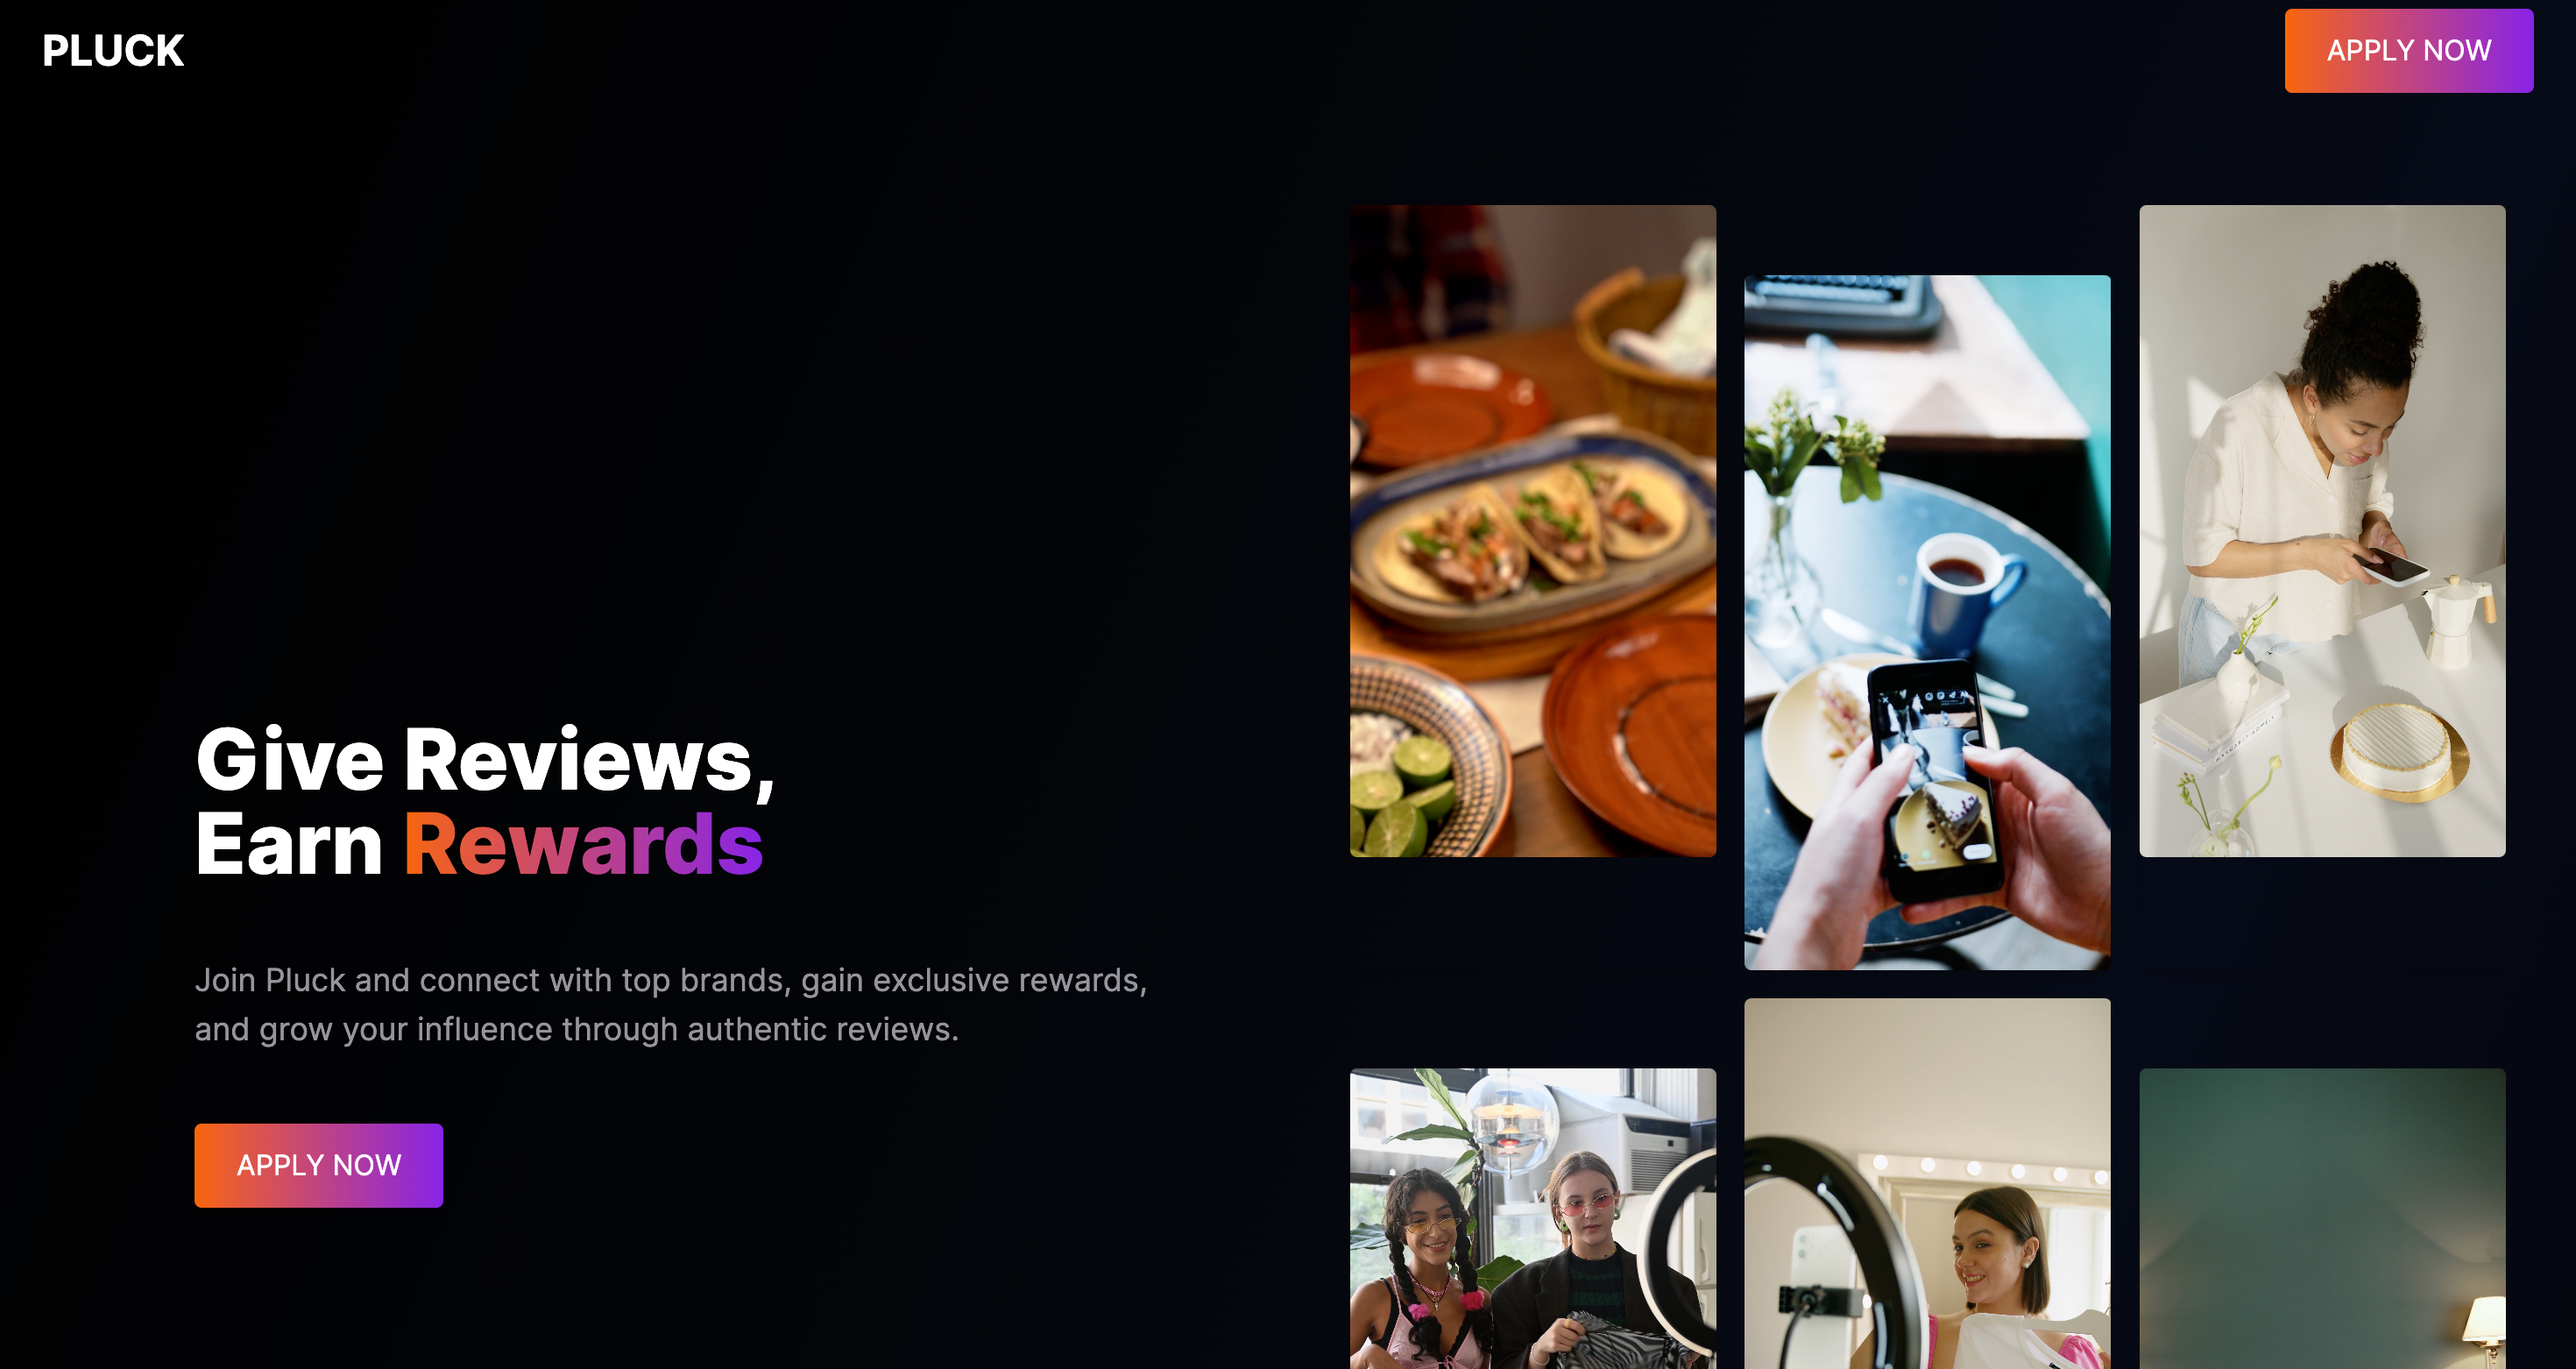 PLUCK
APPLY NOW
Give Reviews,
Earn Rewards
Join Pluck and connect with top brands, gain exclusive rewards,
and grow your influence through authentic reviews.
APPLY NOW